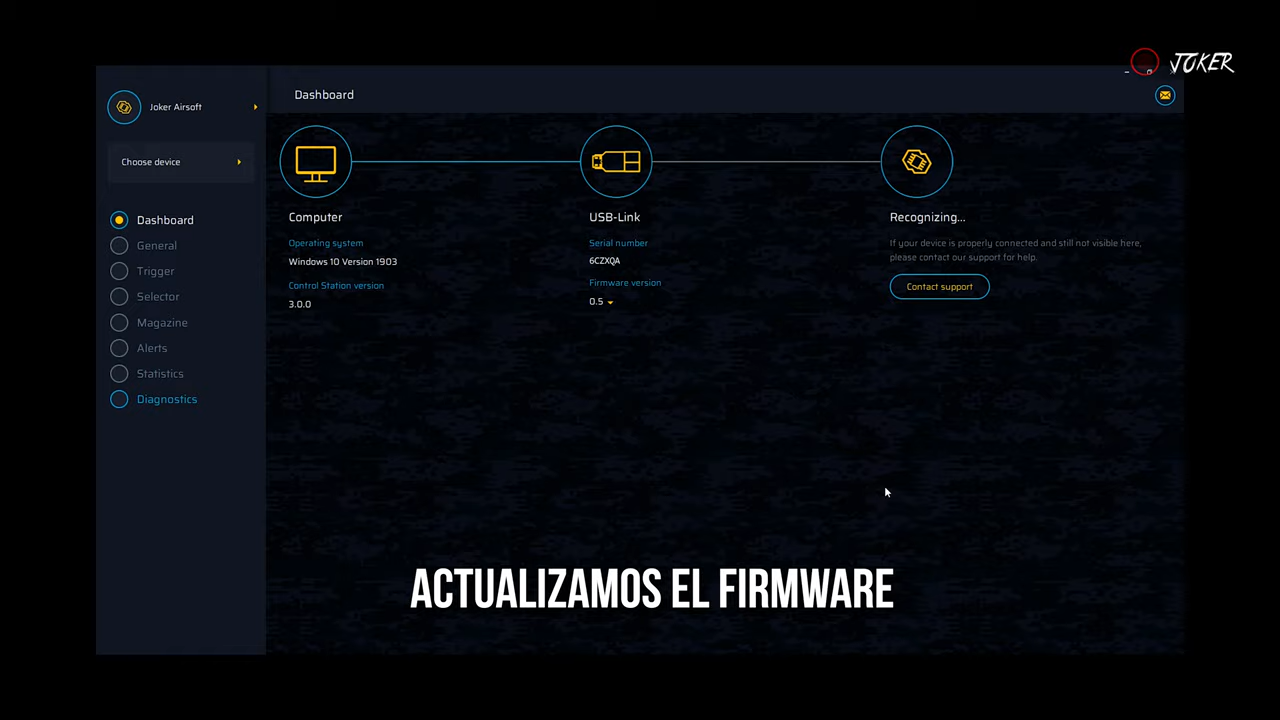 JOKER
Joker Airsoft
Dashboard
Choose device
Dashboard
General
Trigger
Selector
Magazine
Alerts
Statistics
Diagnostics
Computer
Operating system
Windows 10 Version 1903
Control Station version
3.0.0
USB-Link
Serial number
6CZXQA
Firmware version
0.5
Recognizing...
If your device is properly connected and still not visible here,
please contact our support for help.
Contact support
ACTUALIZAMOS EL FIRMWARE